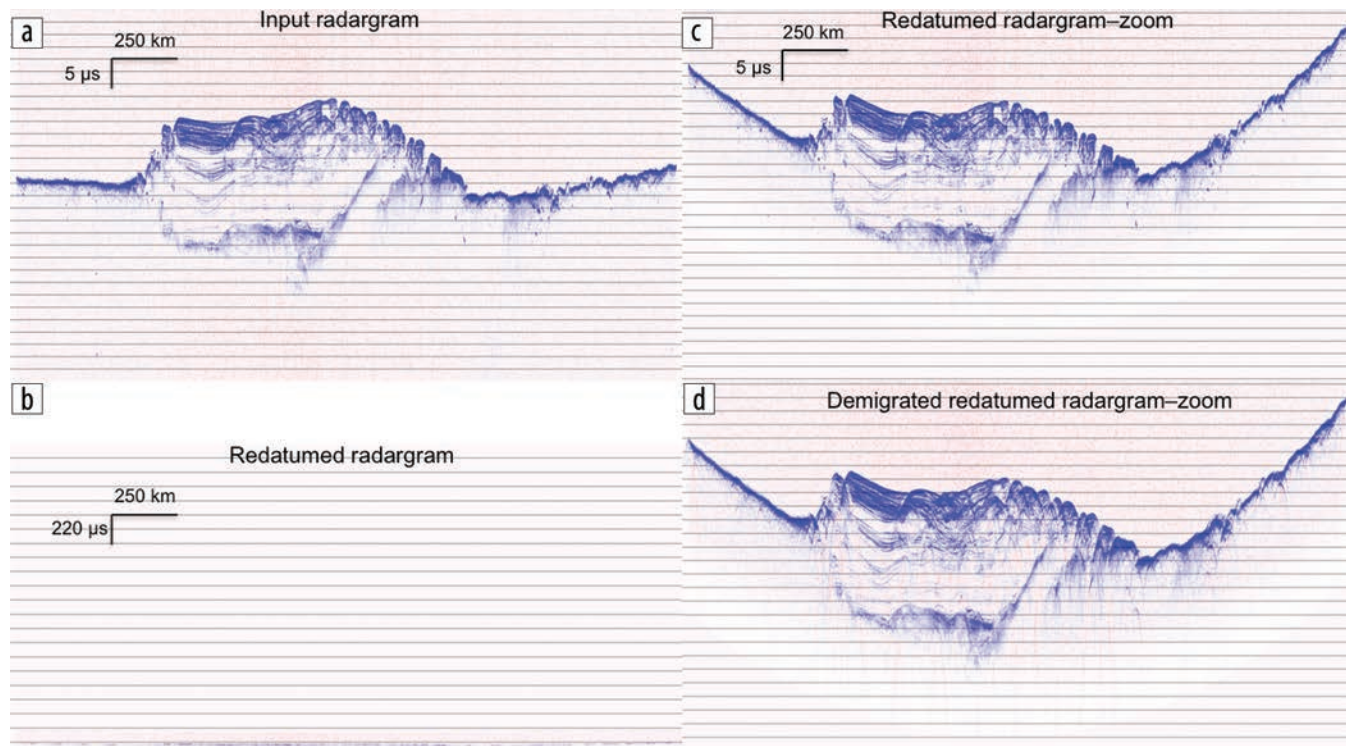 a
Input radargram
250 km
5 µs
c
Redatumed radargram–zoom
250 km
5 µs
b
Redatumed radargram
250 km
220 µs
d
Demigrated redatumed radargram–zoom